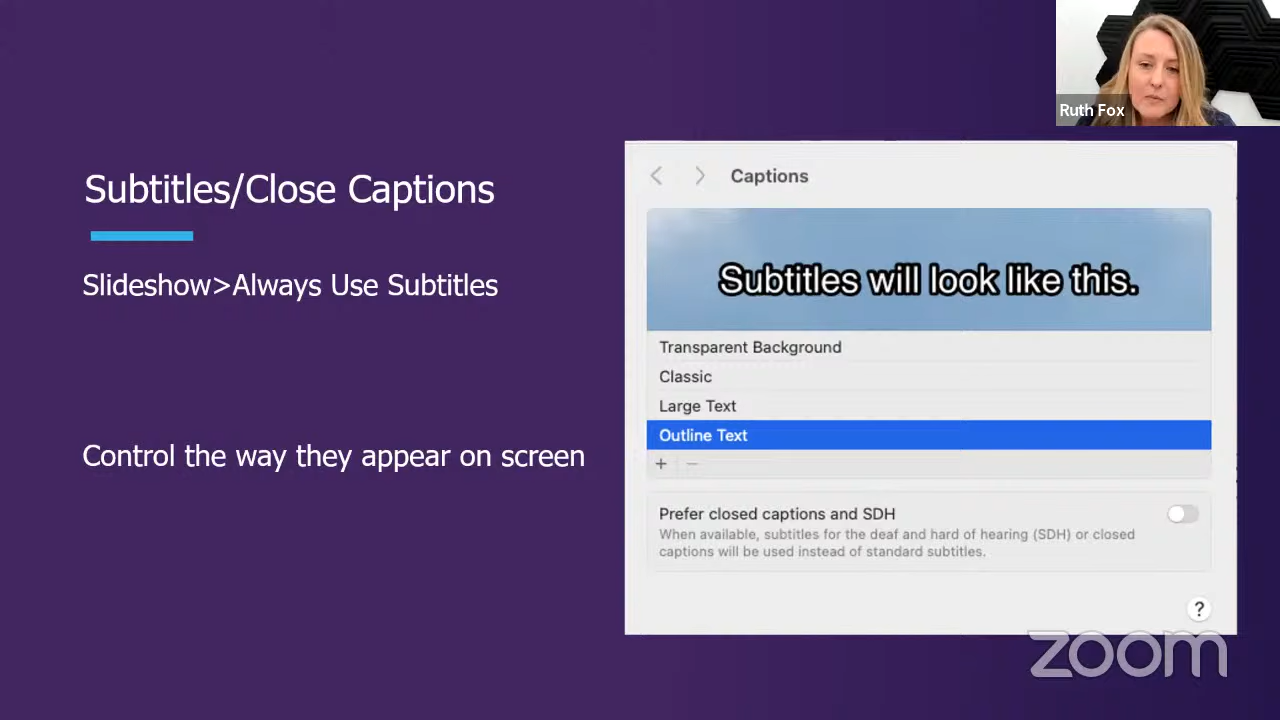 Ruth Fox
Subtitles/Close Captions
Slideshow>Always Use Subtitles
Control the way they appear on screen
Captions
Subtitles will look like this.
Transparent Background
Classic
Large Text
Outline Text
+ −
Prefer closed captions and SDH
When available, subtitles for the deaf and hard of hearing (SDH) or closed
captions will be used instead of standard subtitles.
?
zoom